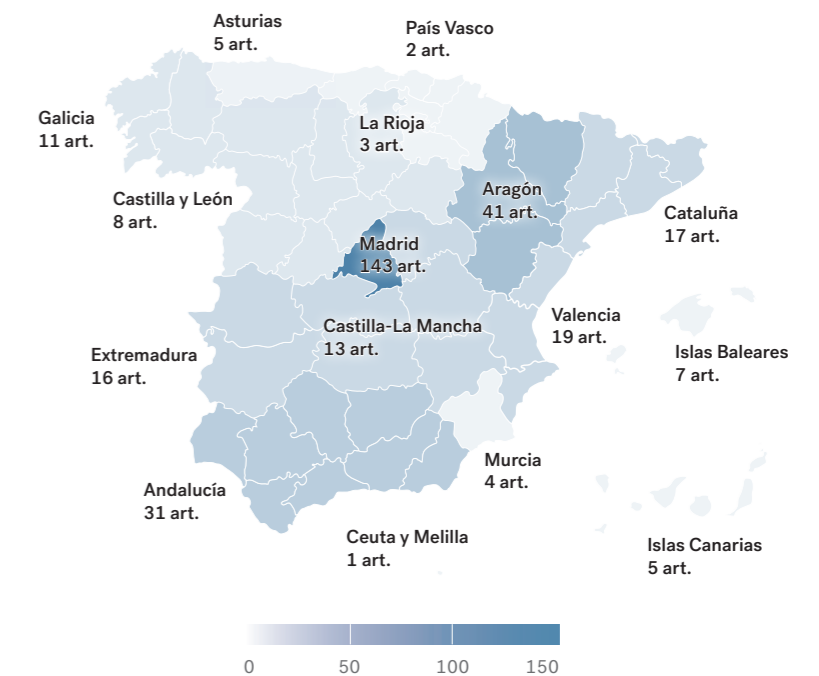 Asturias
5 art.
País Vasco
2 art.
Galicia
11 art.
La Rioja
3 art.
Castilla y León
8 art.
Aragón
41 art.
Cataluña
17 art.
Madrid
143 art.
Castilla-La Mancha
13 art.
Valencia
19 art.
Extremadura
16 art.
Islas Baleares
7 art.
Murcia
4 art.
Andalucía
31 art.
Ceuta y Melilla
1 art.
Islas Canarias
5 art.
0 50 100 150